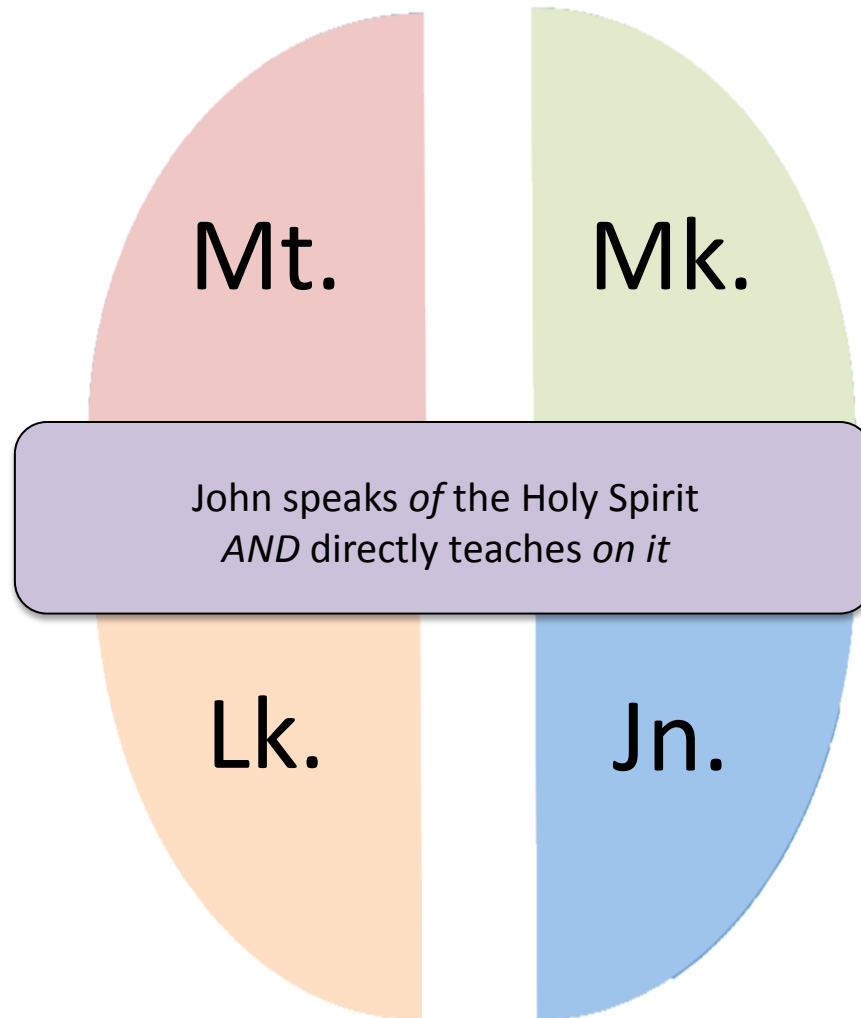 Mt.
Mk.
John speaks of the Holy Spirit
AND directly teaches on it
Lk.
Jn.